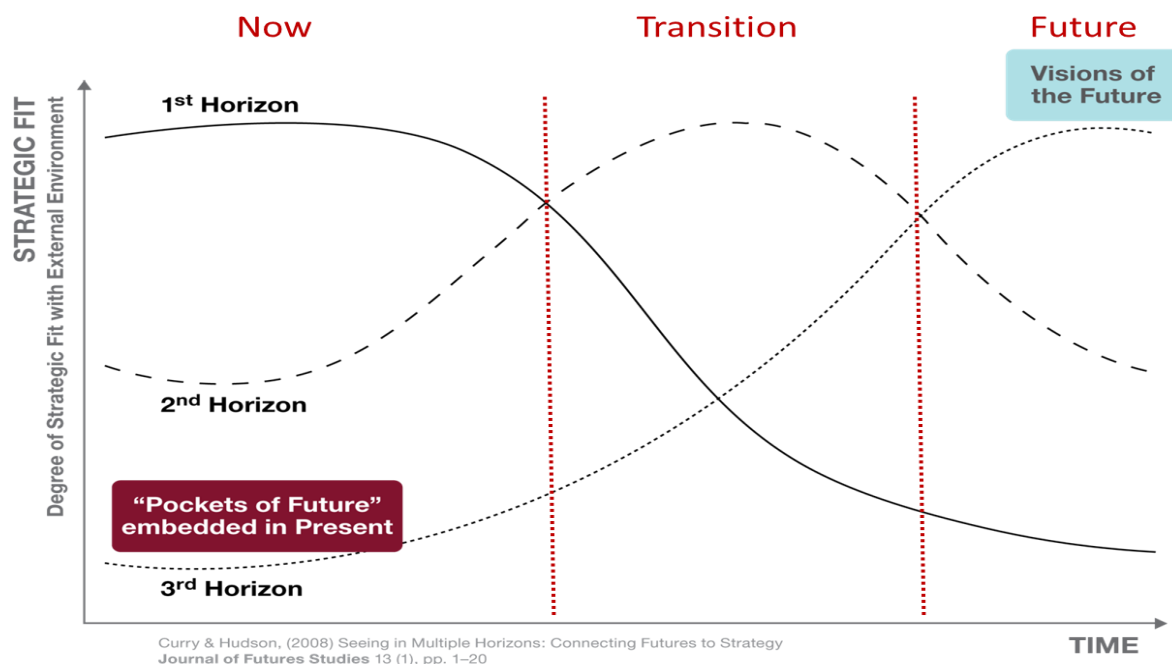 Now
Transition
Future
Visions of
the Future
STRATEGIC FIT
Degree of Strategic Fit with External Environment
1st Horizon
2nd Horizon
“Pockets of Future”
embedded in Present
3rd Horizon
TIME
Curry & Hudson, (2008) Seeing in Multiple Horizons: Connecting Futures to Strategy
Journal of Futures Studies 13 (1), pp. 1–20